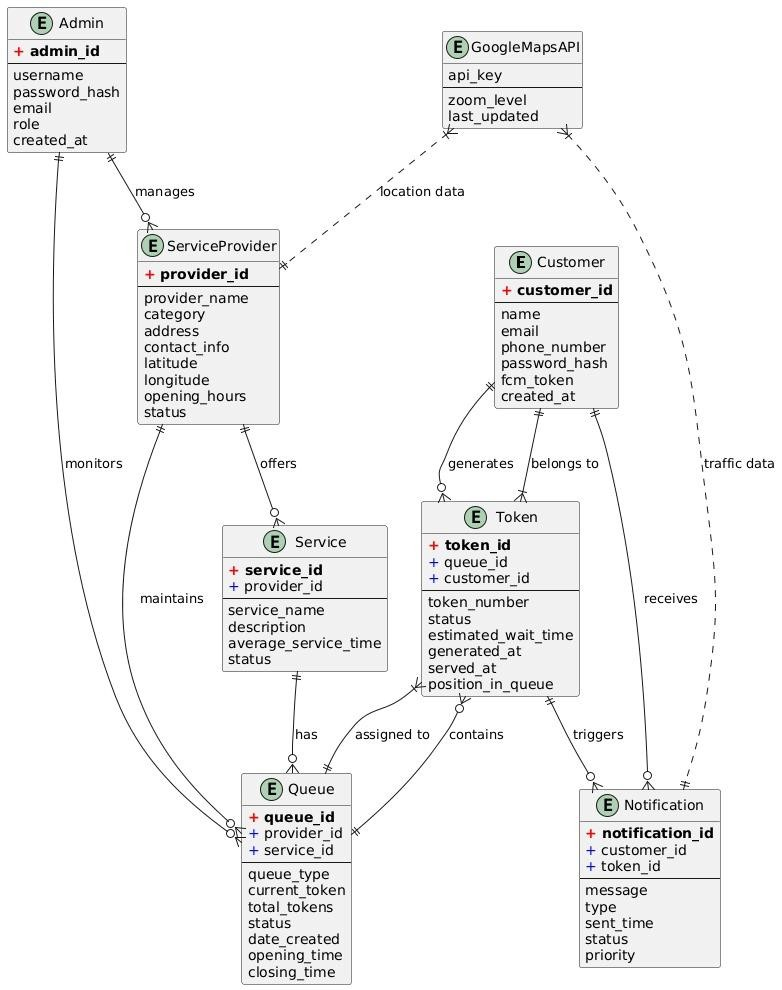 E Admin
+ admin_id
username
password_hash
email
role
created_at
E GoogleMapsAPI
api_key
zoom_level
last_updated
manages
location data
E ServiceProvider
+ provider_id
provider_name
category
address
contact_info
latitude
longitude
opening_hours
status
E Customer
+ customer_id
name
email
phone_number
password_hash
fcm_token
created_at
monitors
offers
generates
belongs to
traffic data
E Service
+ service_id
+ provider_id
service_name
description
average_service_time
status
E Token
+ token_id
+ queue_id
+ customer_id
token_number
status
estimated_wait_time
generated_at
served_at
position_in_queue
maintains
receives
has
assigned to
contains
triggers
E Queue
+ queue_id
+ provider_id
+ service_id
queue_type
current_token
total_tokens
status
date_created
opening_time
closing_time
E Notification
+ notification_id
+ customer_id
+ token_id
message
type
sent_time
status
priority